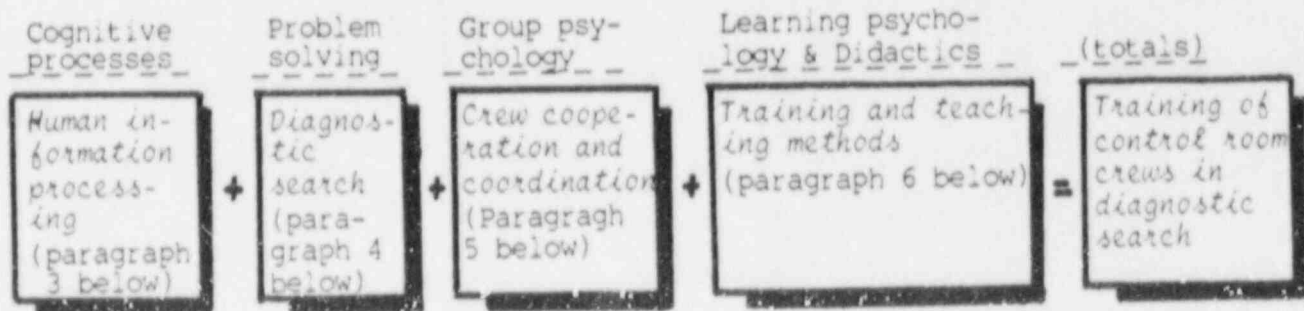 Cognitive
processes
Problem
solving
Group psy-
chology
Learning psycho-
logy & Didactics
(totals)
Human in-
formation
process-
ing
(paragraph
3 below)
+
Diagnos-
tic
search
(para-
graph 4
below)
+
Crew coope-
ration and
coordination
(Paragragh
5 below)
+
Training and teach-
ing methods
(paragraph 6 below)
=
Training of
control room
crews in
diagnostic
search